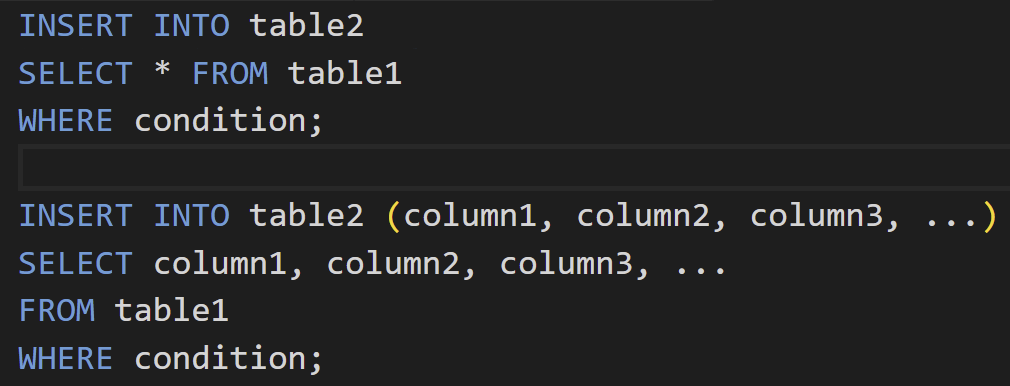 INSERT INTO table2
SELECT * FROM table1
WHERE condition;
INSERT INTO table2 (column1, column2, column3, ...)
SELECT column1, column2, column3, ...
FROM table1
WHERE condition;